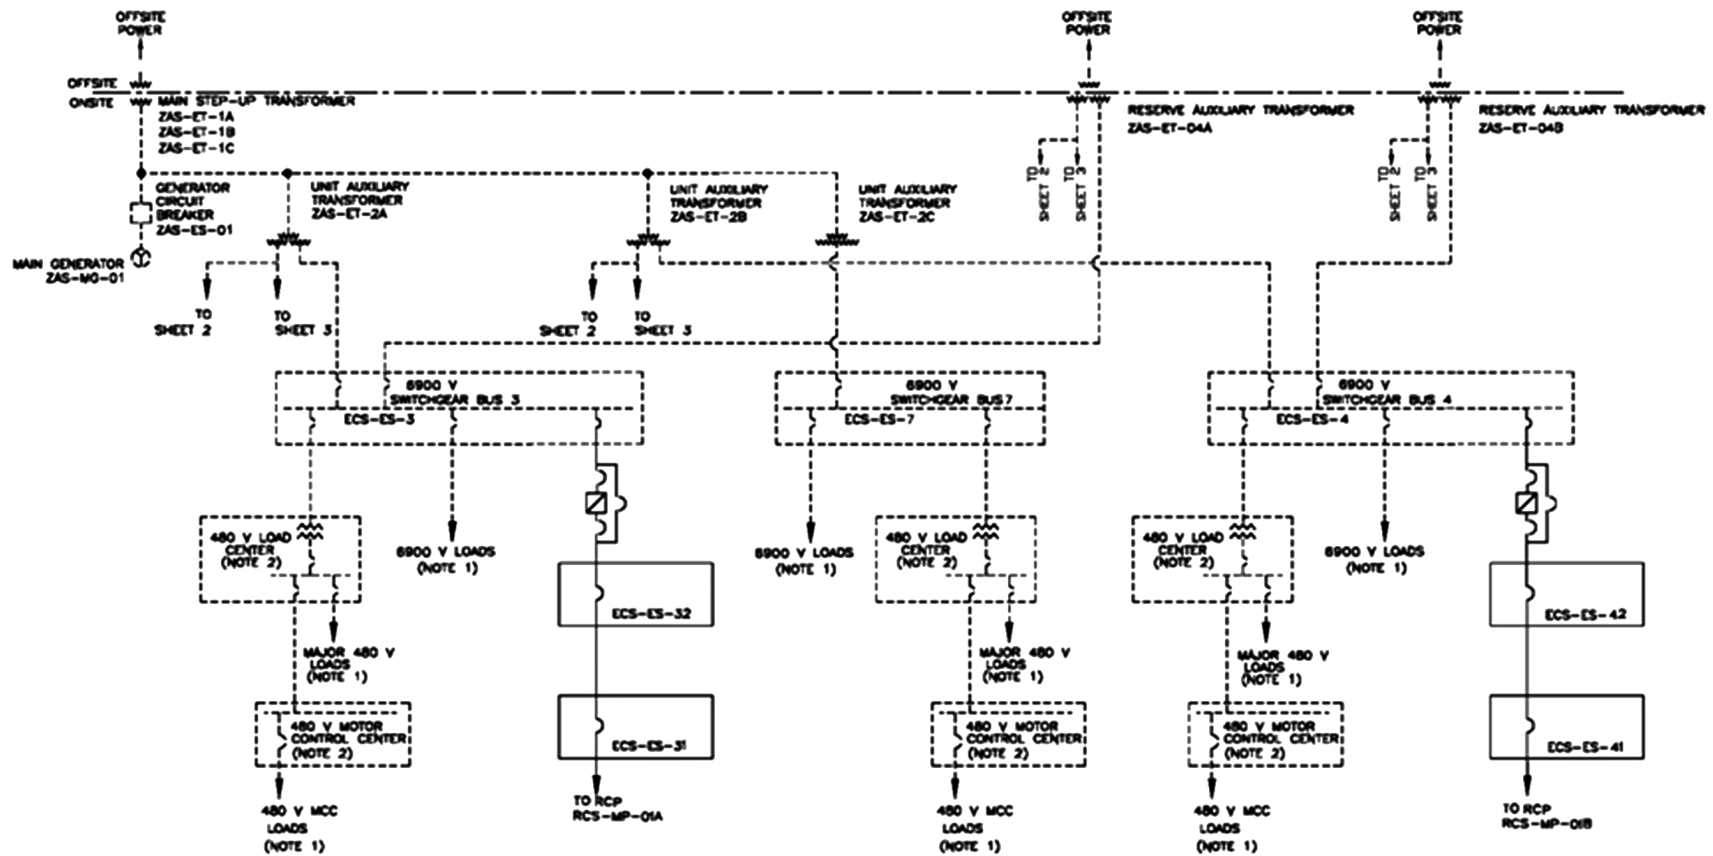 OFFSITE
POWER
OFFSITE
POWER
OFFSITE
POWER
OFFSITE
ONSITE
MAIN STEP-UP TRANSFORMER
ZAS-ET-1A
ZAS-ET-1B
ZAS-ET-1C
RESERVE AUXILIARY TRANSFORMER
ZAS-ET-04A
RESERVE AUXILIARY TRANSFORMER
ZAS-ET-04B
TO
SHEET 2
TO
SHEET 3
TO
SHEET 2
TO
SHEET 3
GENERATOR
CIRCUIT
BREAKER
ZAS-ES-01
UNIT AUXILIARY
TRANSFORMER
ZAS-ET-2A
UNIT AUXILIARY
TRANSFORMER
ZAS-ET-2B
UNIT AUXILIARY
TRANSFORMER
ZAS-ET-2C
MAIN GENERATOR
ZAS-MG-01
TO
SHEET 2
TO
SHEET 3
TO
SHEET 2
TO
SHEET 3
6900 V
SWITCHGEAR BUS 3
ECS-ES-3
6900 V
SWITCHGEAR BUS 7
ECS-ES-7
6900 V
SWITCHGEAR BUS 4
ECS-ES-4
480 V LOAD
CENTER
(NOTE 2)
6900 V LOADS
(NOTE 1)
6900 V LOADS
(NOTE 1)
480 V LOAD
CENTER
(NOTE 2)
480 V LOAD
CENTER
(NOTE 2)
6900 V LOADS
(NOTE 1)
ECS-ES-32
ECS-ES-42
MAJOR 480 V
LOADS
(NOTE 1)
MAJOR 480 V
LOADS
(NOTE 1)
MAJOR 480 V
LOADS
(NOTE 1)
480 V MOTOR
CONTROL CENTER
(NOTE 2)
ECS-ES-31
480 V MOTOR
CONTROL CENTER
(NOTE 2)
480 V MOTOR
CONTROL CENTER
(NOTE 2)
ECS-ES-41
480 V MCC
LOADS
(NOTE 1)
TO RCP
RCS-MP-01A
480 V MCC
LOADS
(NOTE 1)
480 V MCC
LOADS
(NOTE 1)
TO RCP
RCS-MP-01B